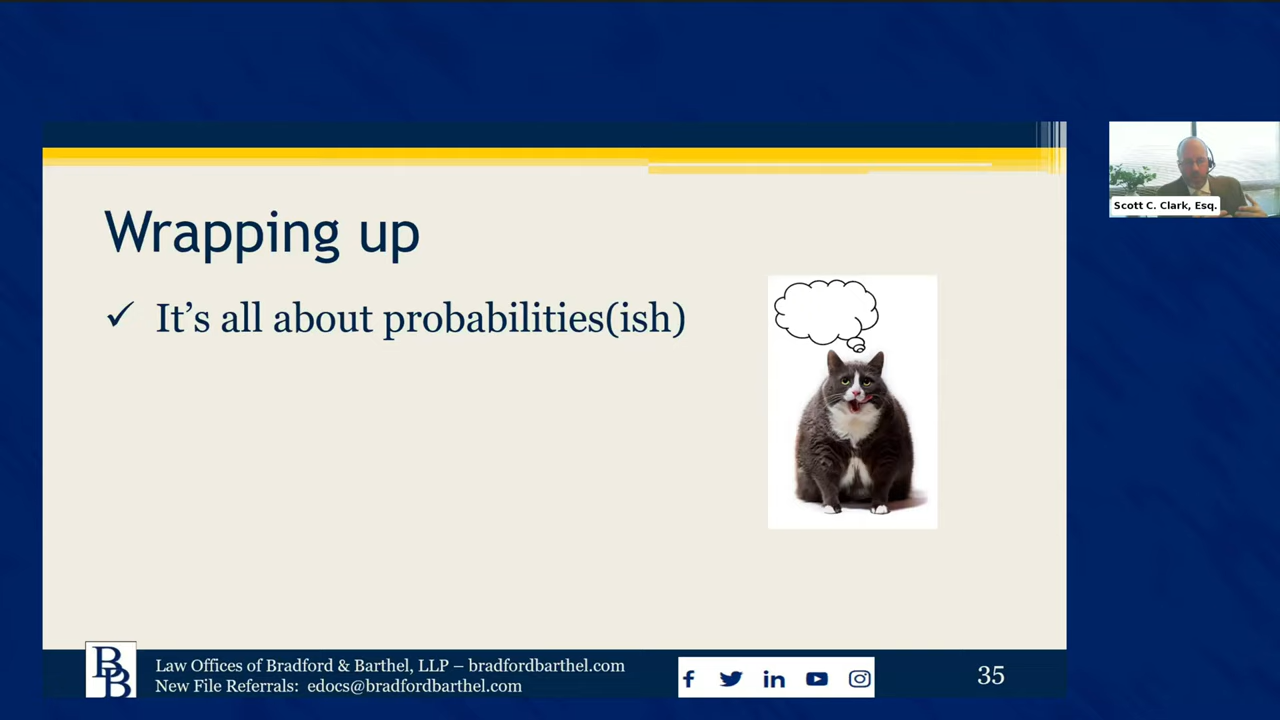 Wrapping up
✓ It’s all about probabilities(ish)
Scott C. Clark, Esq.
BB
Law Offices of Bradford & Barthel, LLP – bradfordbarthel.com
New File Referrals: edocs@bradfordbarthel.com
35